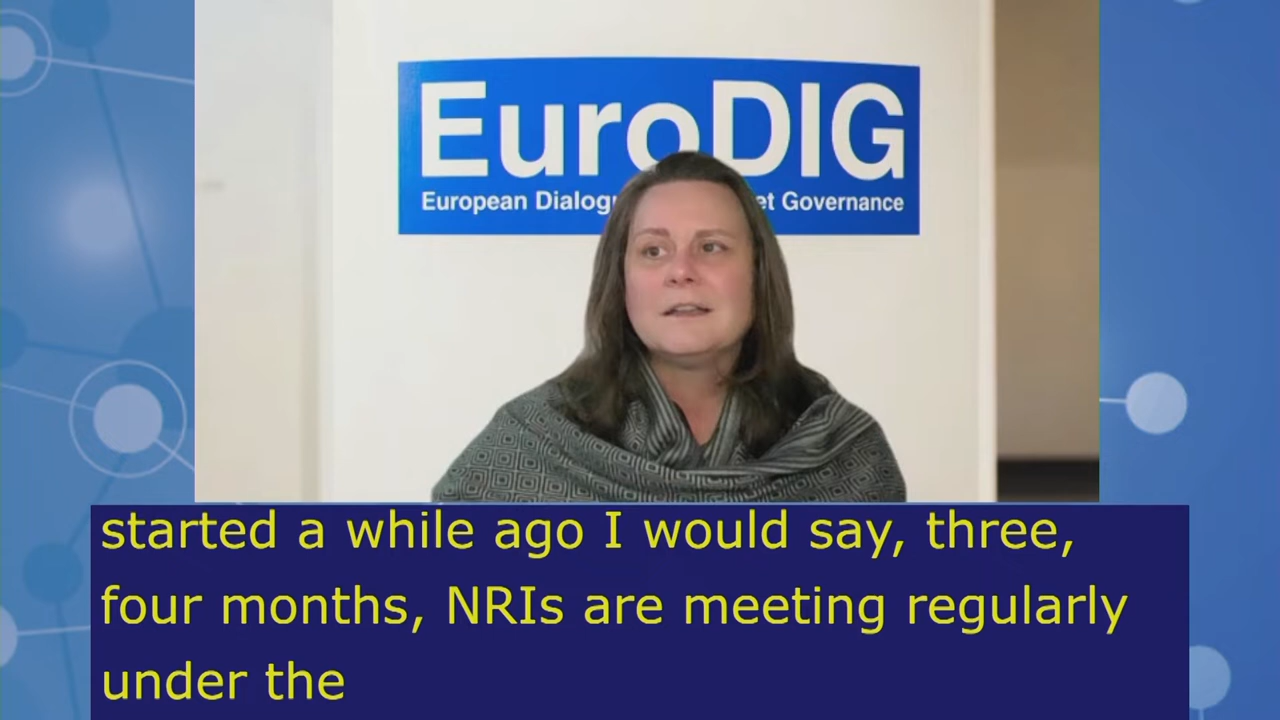 EuroDIG
European Dialog et Governance
started a while ago I would say, three,
four months, NRIs are meeting regularly
under the